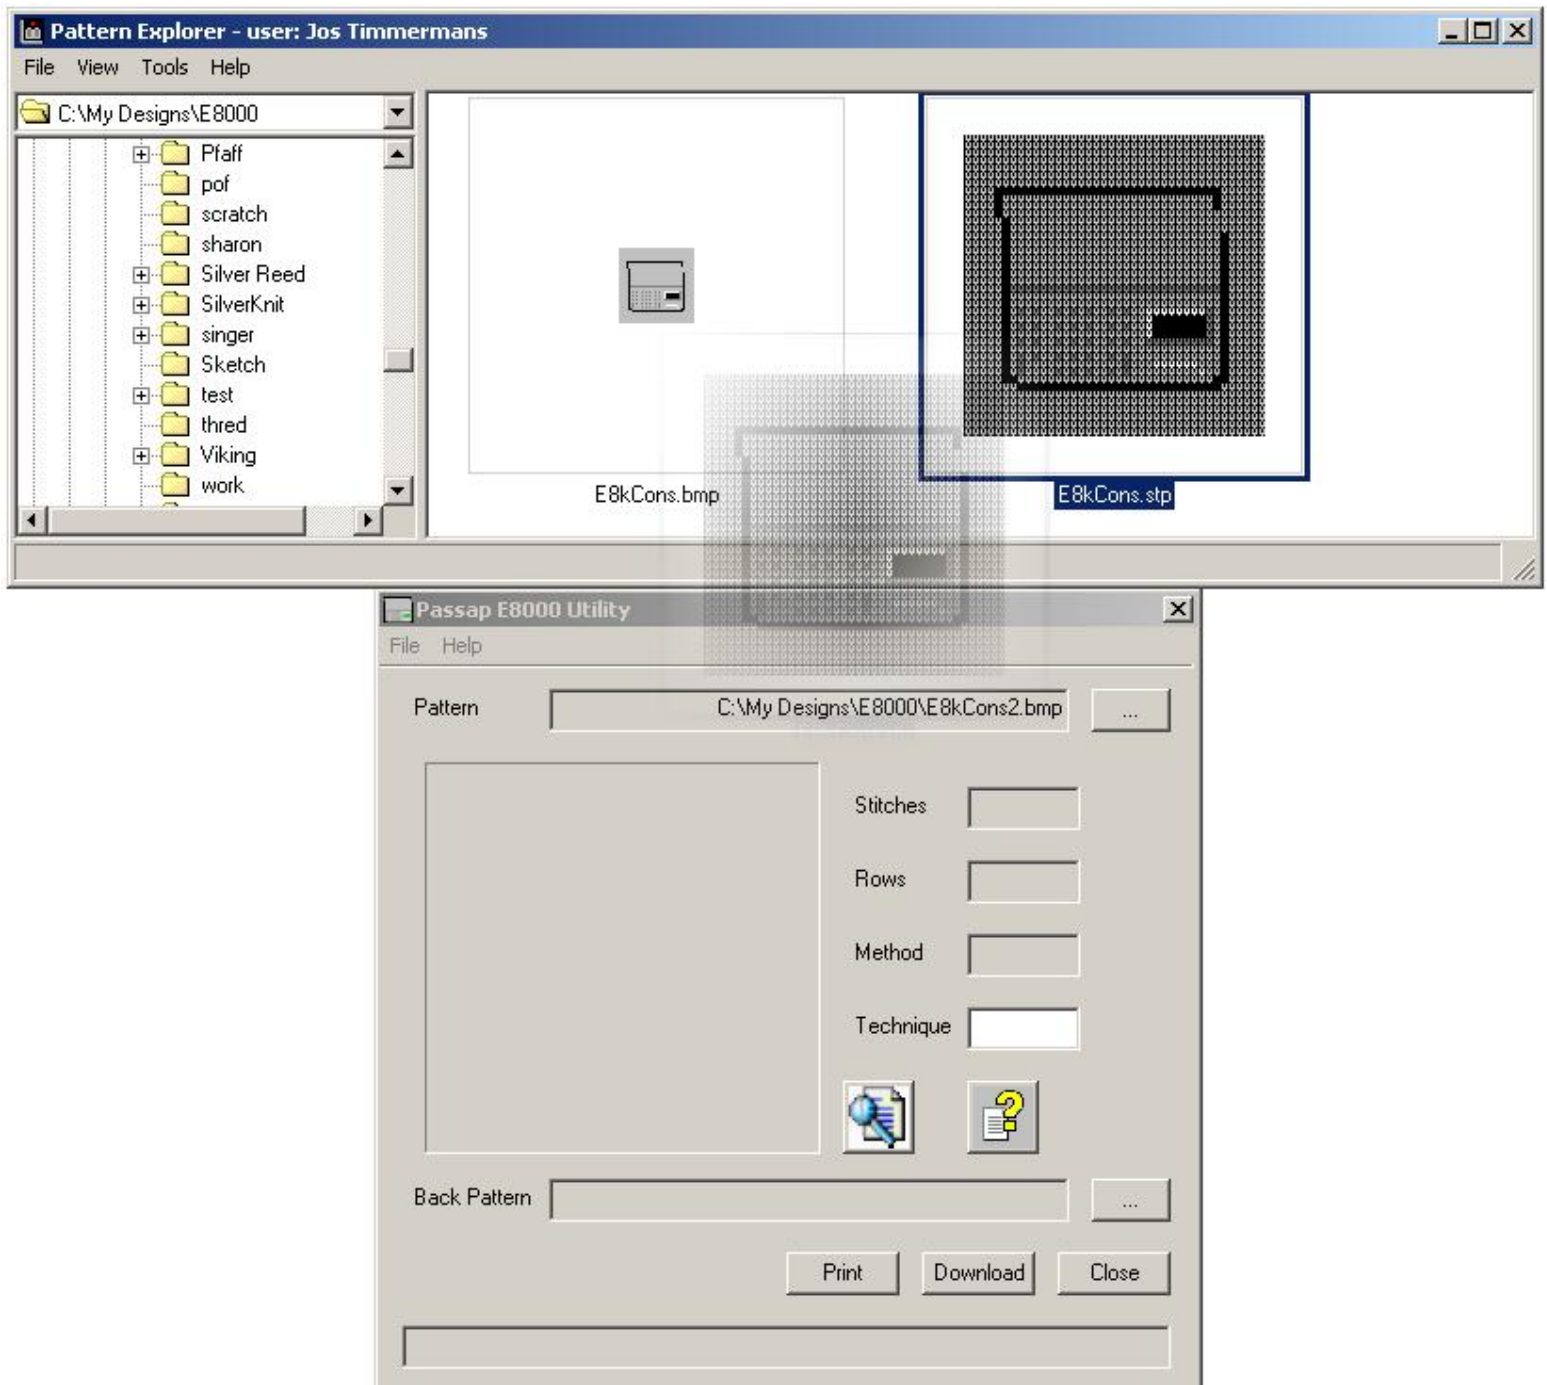 Pattern Explorer - user: Jos Timmermans
File View Tools Help
C:\My Designs\E8000
Pfaff
pof
scratch
sharon
Silver Reed
SilverKnit
singer
Sketch
test
thred
Viking
work
E8kCons.bmp
E8kCons.stp
Passap E8000 Utility
File Help
Pattern C:\My Designs\E8000\E8kCons2.bmp ...
Stitches
Rows
Method
Technique
Back Pattern ...
Print Download Close